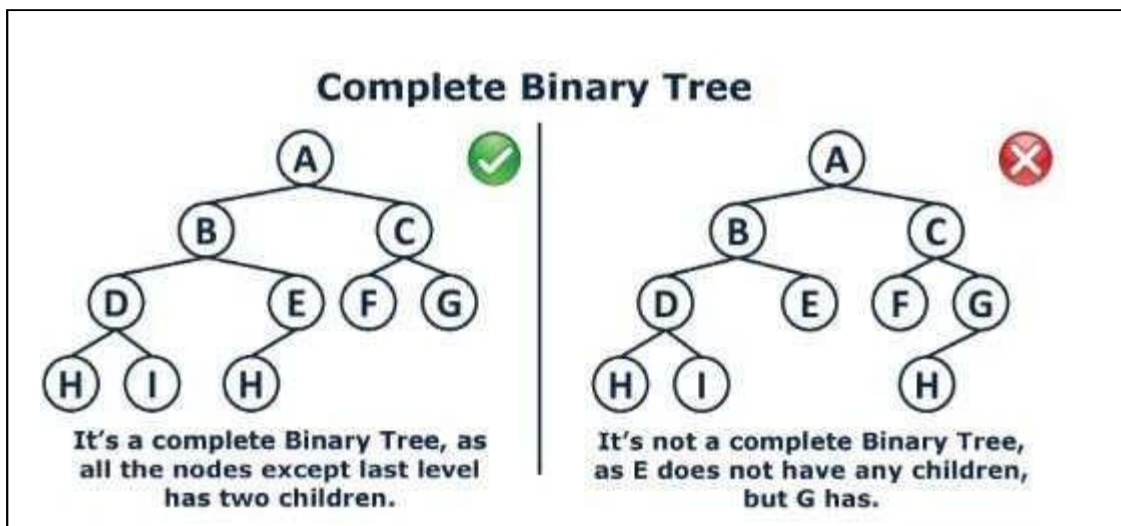 Complete Binary Tree
A
B C
D E F G
H I H
It's a complete Binary Tree, as
all the nodes except last level
has two children.
A
B C
D E F G
H I H
It's not a complete Binary Tree,
as E does not have any children,
but G has.